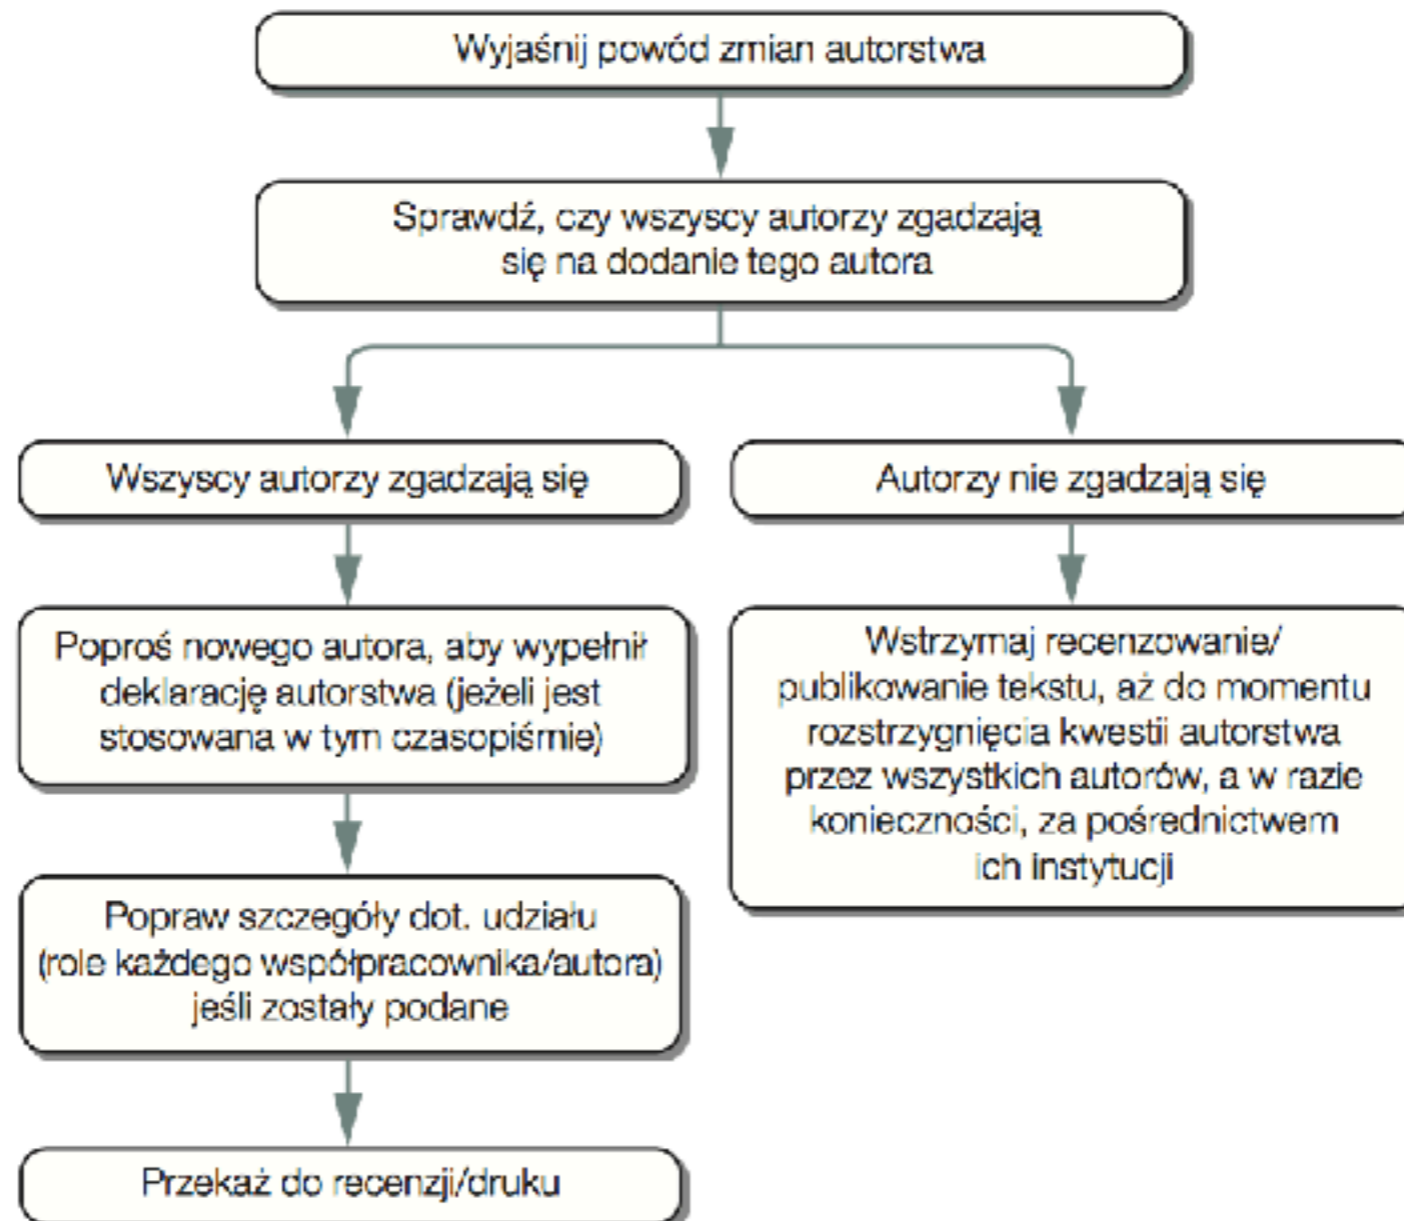 Wyjaśnij powód zmian autorstwa
Sprawdź, czy wszyscy autorzy zgadzają
się na dodanie tego autora
Wszyscy autorzy zgadzają się
Autorzy nie zgadzają się
Poproś nowego autora, aby wypełnił
deklarację autorstwa (jeżeli jest
stosowana w tym czasopiśmie)
Wstrzymaj recenzowanie/
publikowanie tekstu, aż do momentu
rozstrzygnięcia kwestii autorstwa
przez wszystkich autorów, a w razie
konieczności, za pośrednictwem
ich instytucji
Popraw szczegóły dot. udziału
(role każdego współpracownika/autora)
jeśli zostały podane
Przekaż do recenzji/druku